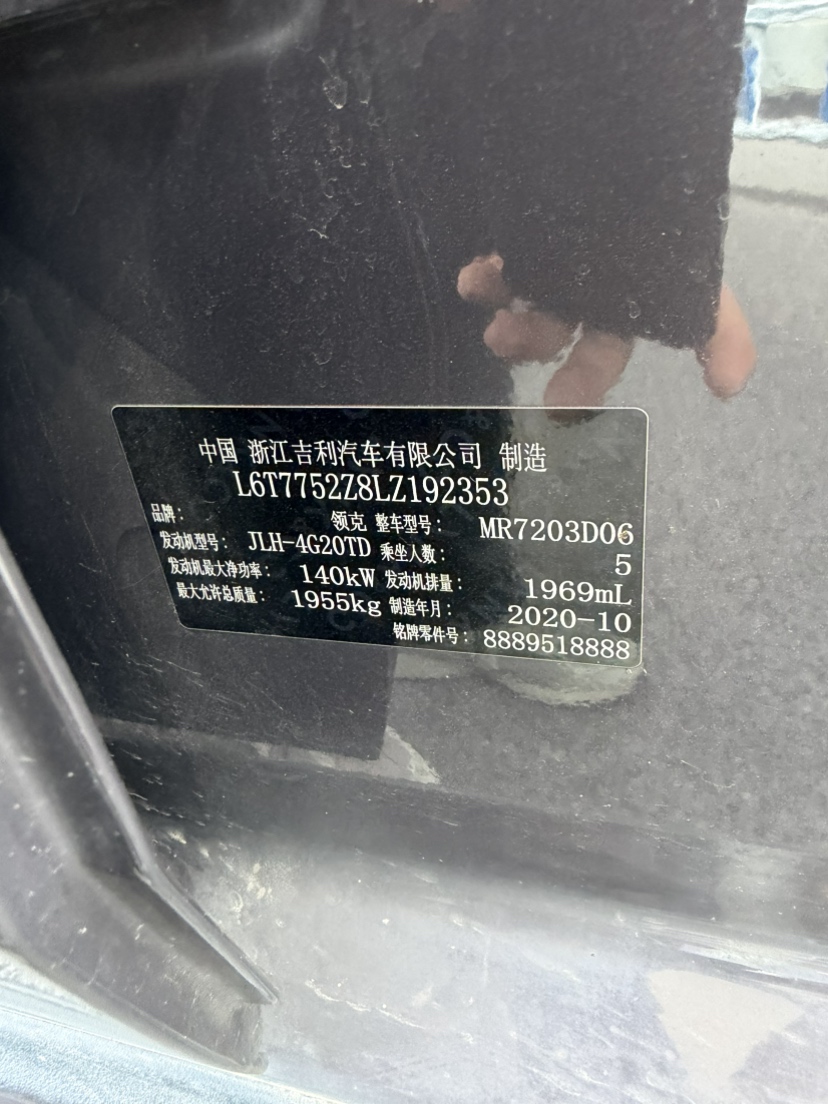 中国 浙江吉利汽车有限公司 制造
L6T7752Z8LZ192353
品牌： 领克 整车型号： MR7203D06
发动机型号： JLH-4G20TD 乘坐人数： 5
发动机最大净功率： 140kW 发动机排量： 1969mL
最大允许总质量： 1955kg 制造年月： 2020-10
铭牌零件号： 8889518888